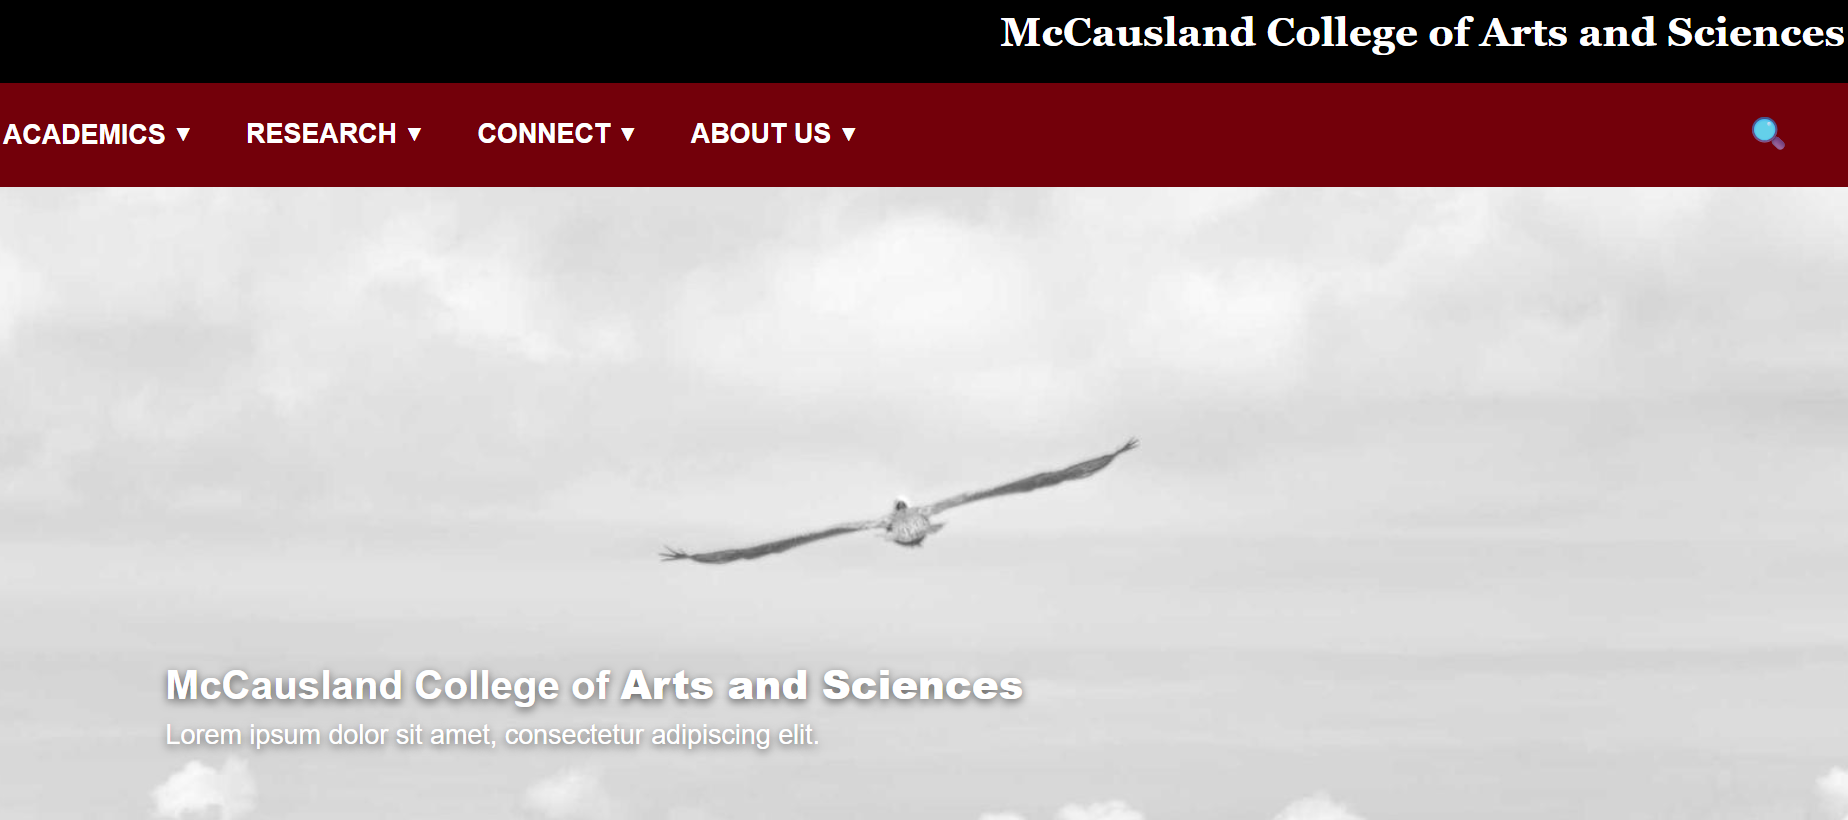 McCausland College of Arts and Sciences
ACADEMICS ▼ RESEARCH ▼ CONNECT ▼ ABOUT US ▼
McCausland College of Arts and Sciences
Lorem ipsum dolor sit amet, consectetur adipiscing elit.